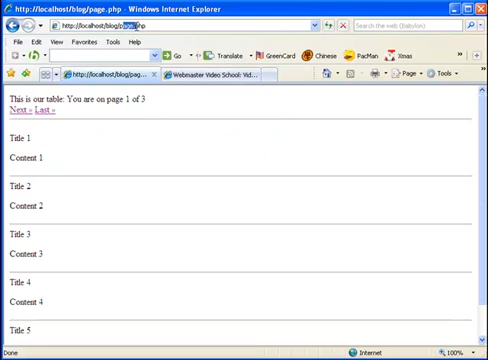 http://localhost/blog/page.php - Windows Internet Explorer
http://localhost/blog/page.php
Search the web (Babylon)
File Edit View Favorites Tools Help
Go Translate GreenCard Chinese PacMan Xmas
http://localhost/blog/pag... Webmaster Video School: Vid... Page Tools
This is our table: You are on page 1 of 3
Next » Last »
Title 1
Content 1
Title 2
Content 2
Title 3
Content 3
Title 4
Content 4
Title 5
Done Internet 100%